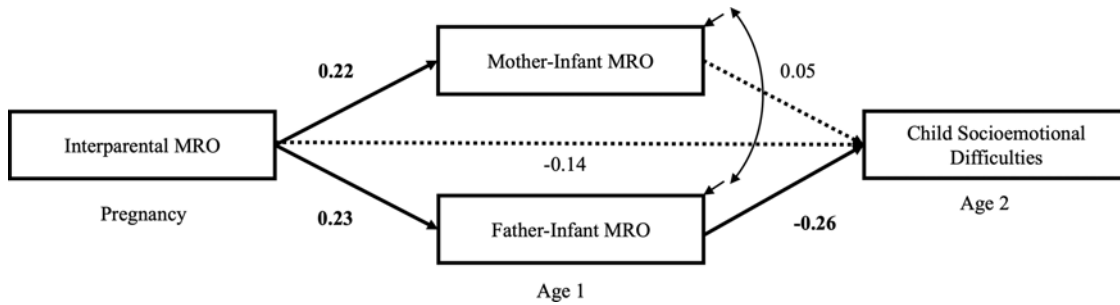 Mother-Infant MRO
0.22
0.05
Interparental MRO
Child Socioemotional
Difficulties
-0.14
Pregnancy
Age 2
0.23
Father-Infant MRO
-0.26
Age 1